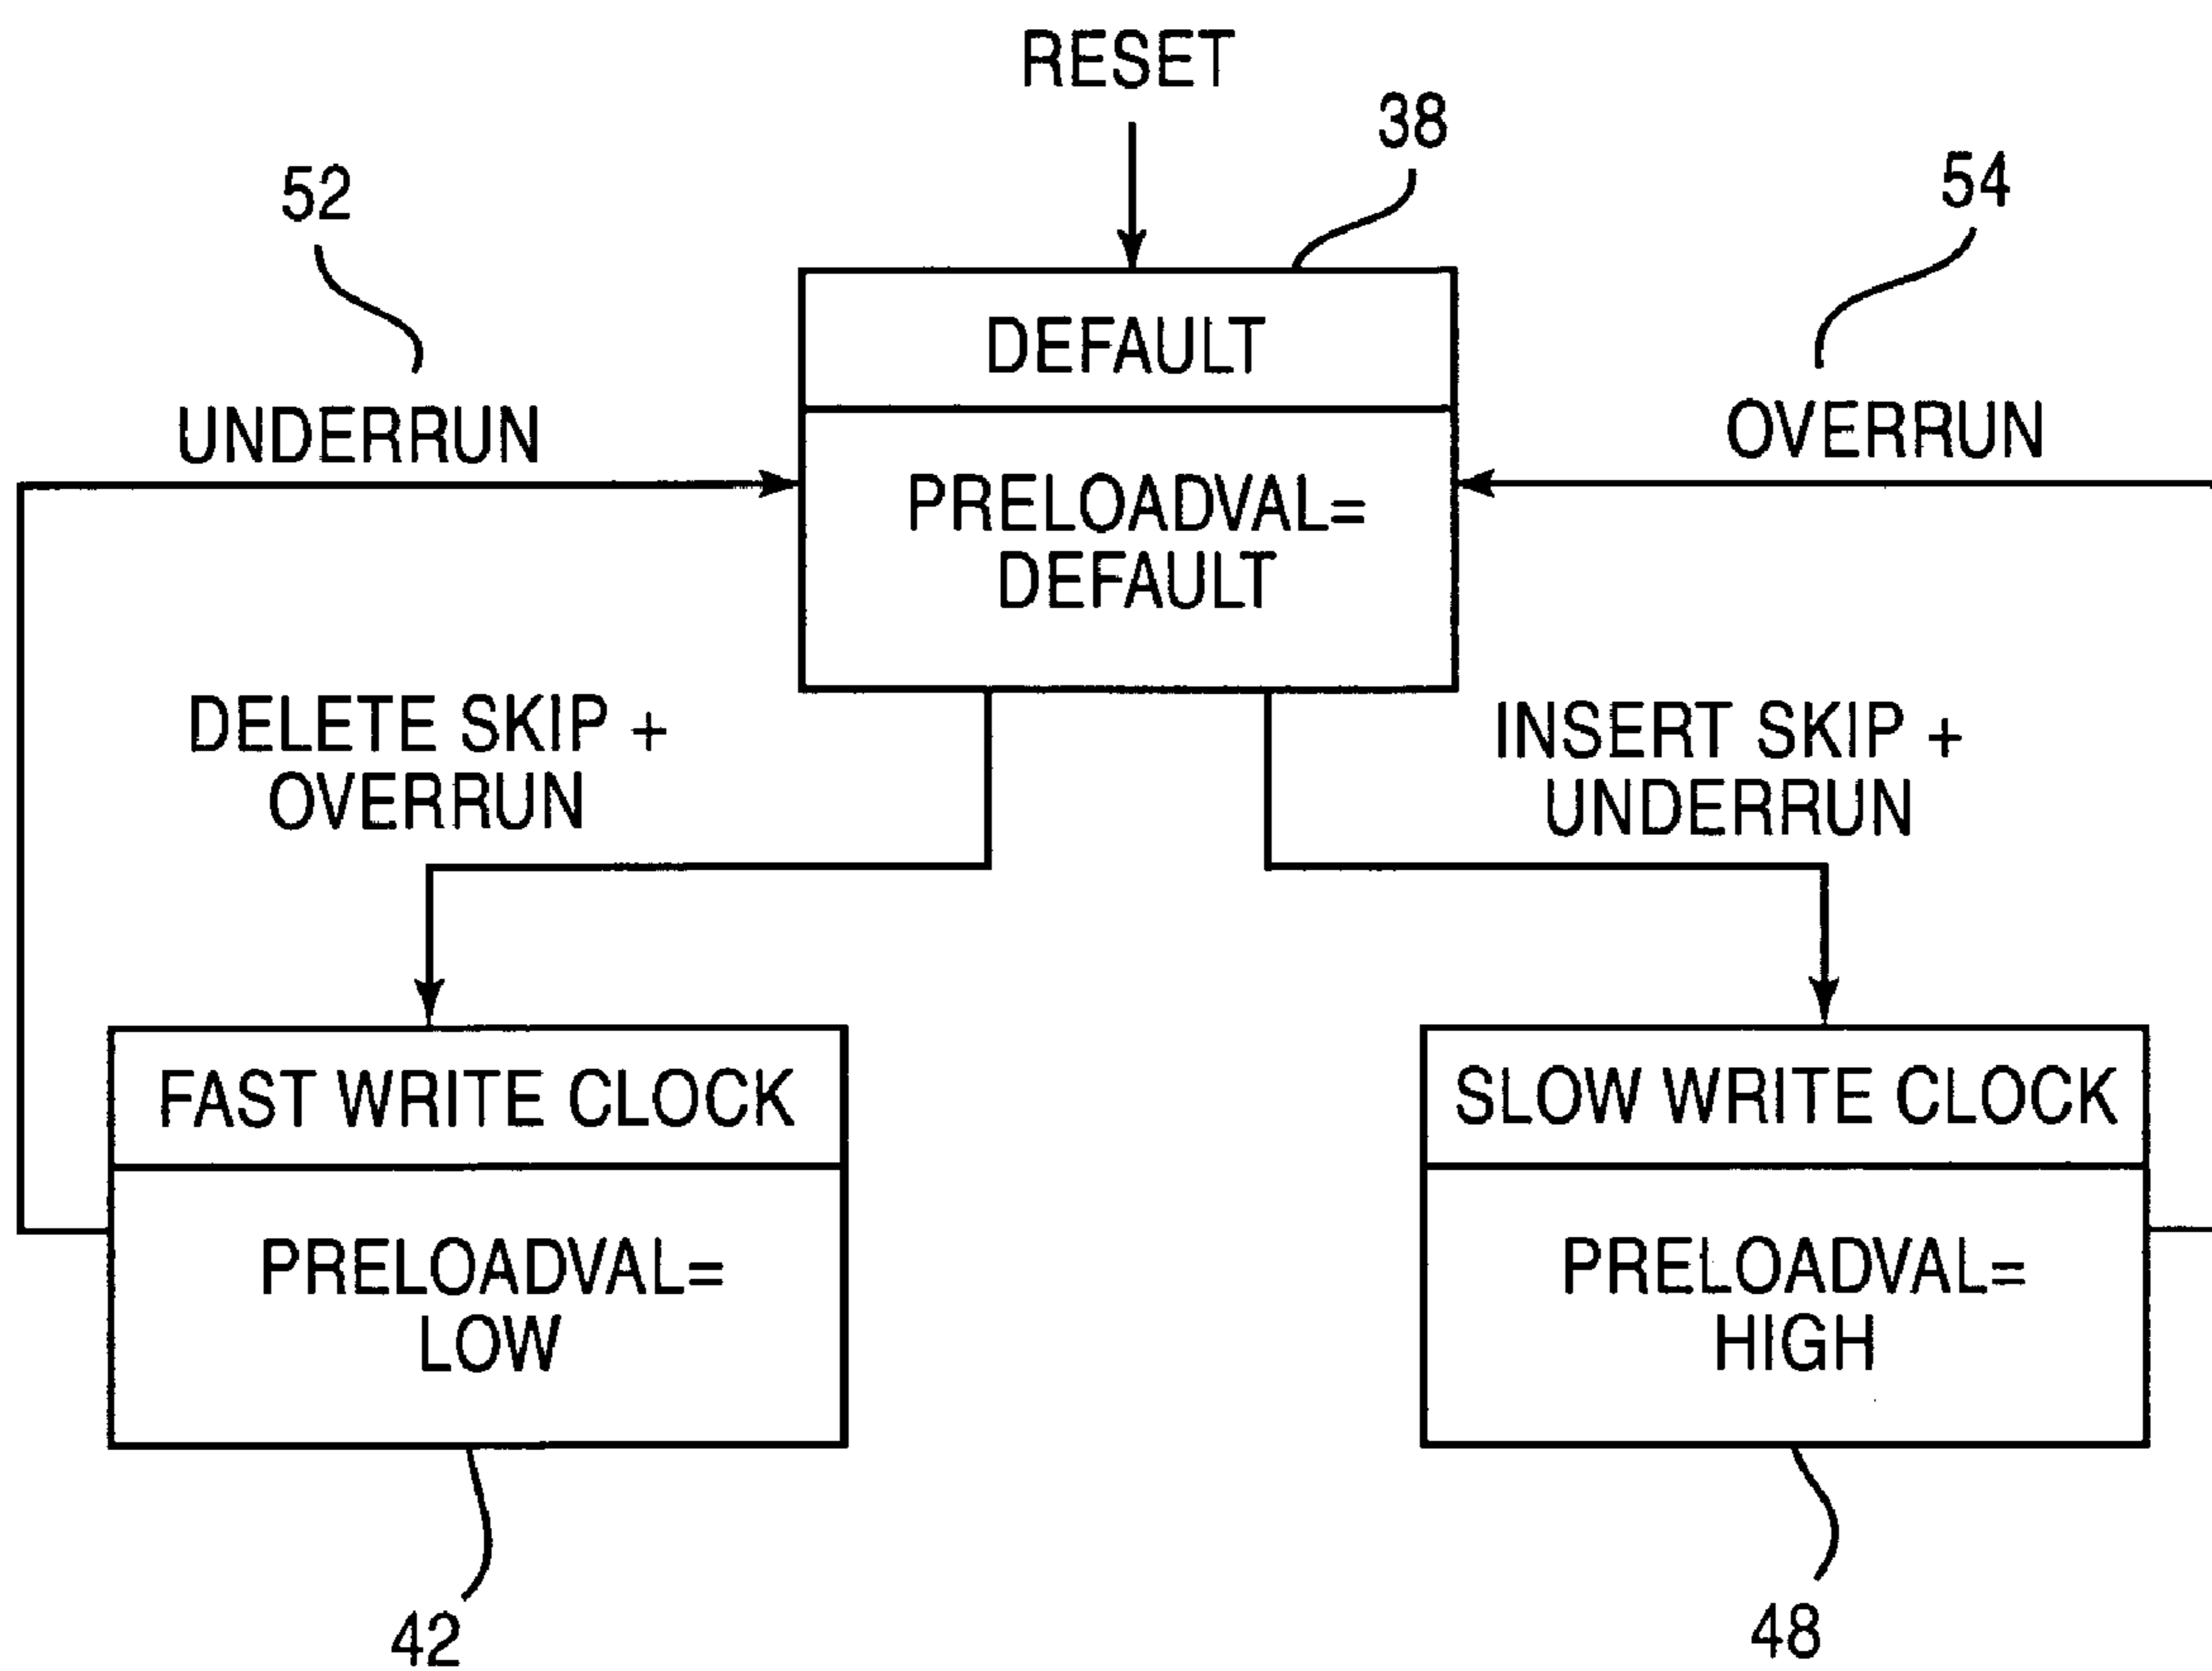 RESET
38
52
54
DEFAULT
UNDERRUN
OVERRUN
PRELOADVAL=
DEFAULT
DELETE SKIP +
OVERRUN
INSERT SKIP +
UNDERRUN
FAST WRITE CLOCK
SLOW WRITE CLOCK
PRELOADVAL=
LOW
PRELOADVAL=
HIGH
42
48